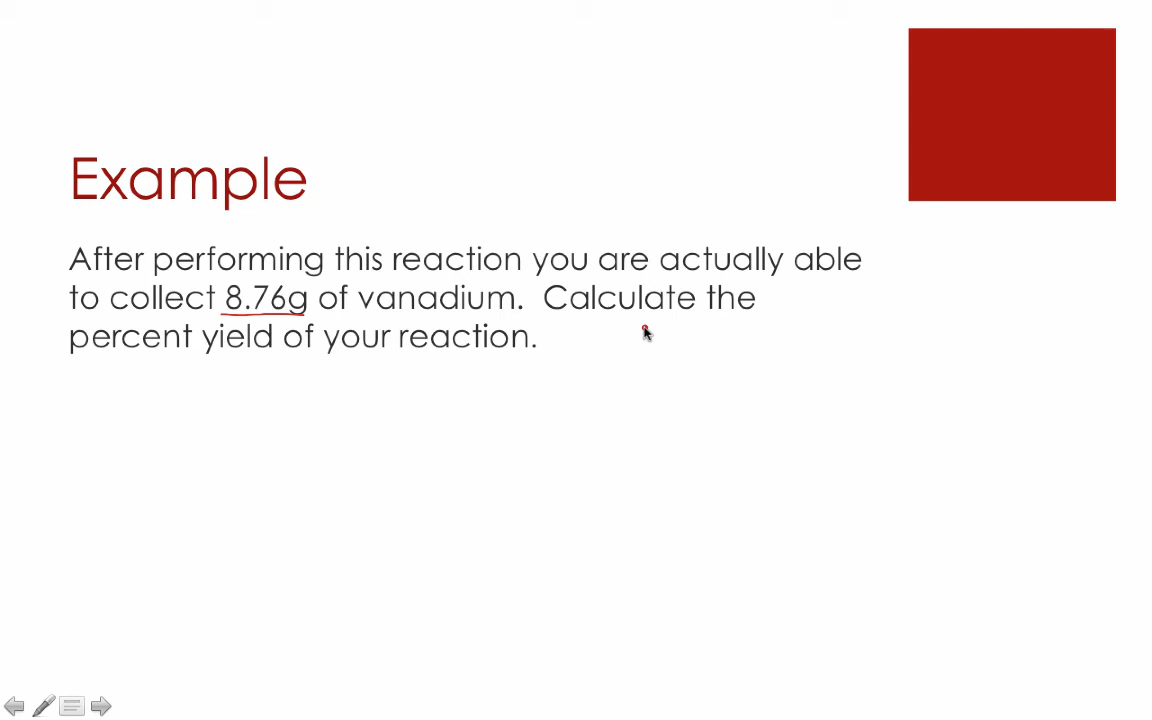 Example
After performing this reaction you are actually able
to collect 8.76g of vanadium.  Calculate the
percent yield of your reaction.